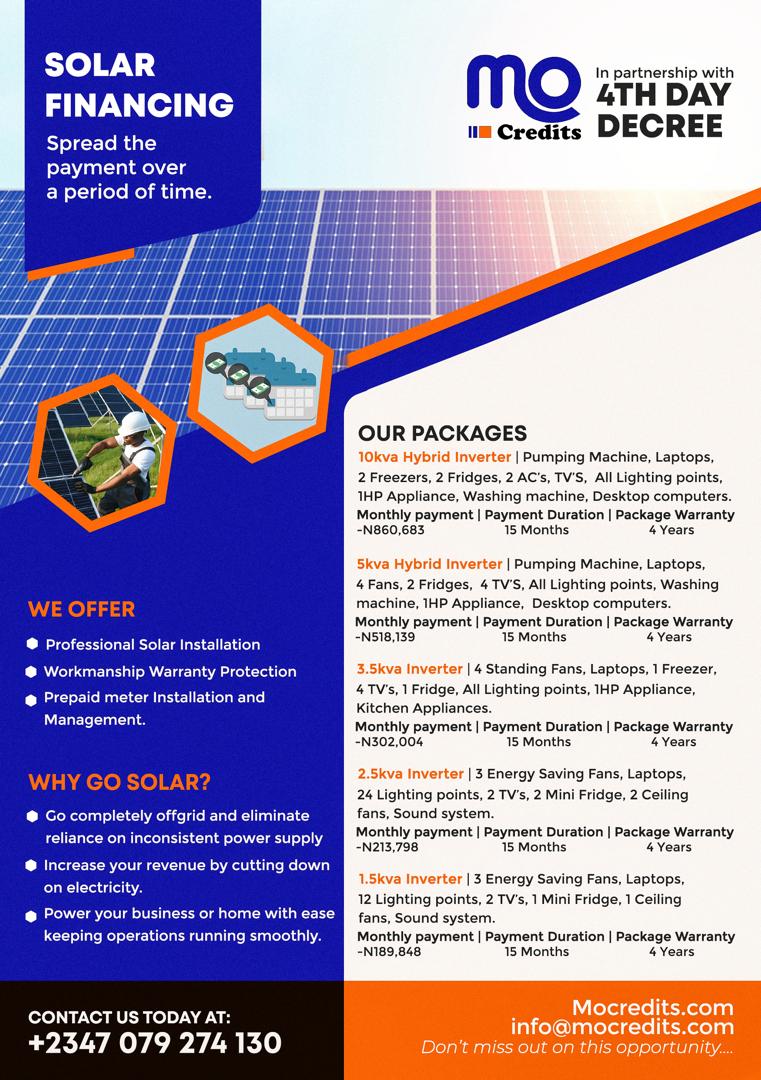 SOLAR
FINANCING
Spread the
payment over
a period of time.
mo
Credits
In partnership with
4TH DAY
DECREE
OUR PACKAGES
10kva Hybrid Inverter | Pumping Machine, Laptops,
2 Freezers, 2 Fridges, 2 AC's, TV'S, All Lighting points,
1HP Appliance, Washing machine, Desktop computers.
Monthly payment | Payment Duration | Package Warranty
-N860,683 15 Months 4 Years
5kva Hybrid Inverter | Pumping Machine, Laptops,
4 Fans, 2 Fridges, 4 TV'S, All Lighting points, Washing
machine, 1HP Appliance, Desktop computers.
Monthly payment | Payment Duration | Package Warranty
-N518,139 15 Months 4 Years
3.5kva Inverter | 4 Standing Fans, Laptops, 1 Freezer,
4 TV's, 1 Fridge, All Lighting points, 1HP Appliance,
Kitchen Appliances.
Monthly payment | Payment Duration | Package Warranty
-N302,004 15 Months 4 Years
2.5kva Inverter | 3 Energy Saving Fans, Laptops,
24 Lighting points, 2 TV's, 2 Mini Fridge, 2 Ceiling
fans, Sound system.
Monthly payment | Payment Duration | Package Warranty
-N213,798 15 Months 4 Years
1.5kva Inverter | 3 Energy Saving Fans, Laptops,
12 Lighting points, 2 TV's, 1 Mini Fridge, 1 Ceiling
fans, Sound system.
Monthly payment | Payment Duration | Package Warranty
-N189,848 15 Months 4 Years
WE OFFER
Professional Solar Installation
Workmanship Warranty Protection
Prepaid meter Installation and
Management.
WHY GO SOLAR?
Go completely offgrid and eliminate
reliance on inconsistent power supply
Increase your revenue by cutting down
on electricity.
Power your business or home with ease
keeping operations running smoothly.
CONTACT US TODAY AT:
+2347 079 274 130
Mocredits.com
info@mocredits.com
Don't miss out on this opportunity....